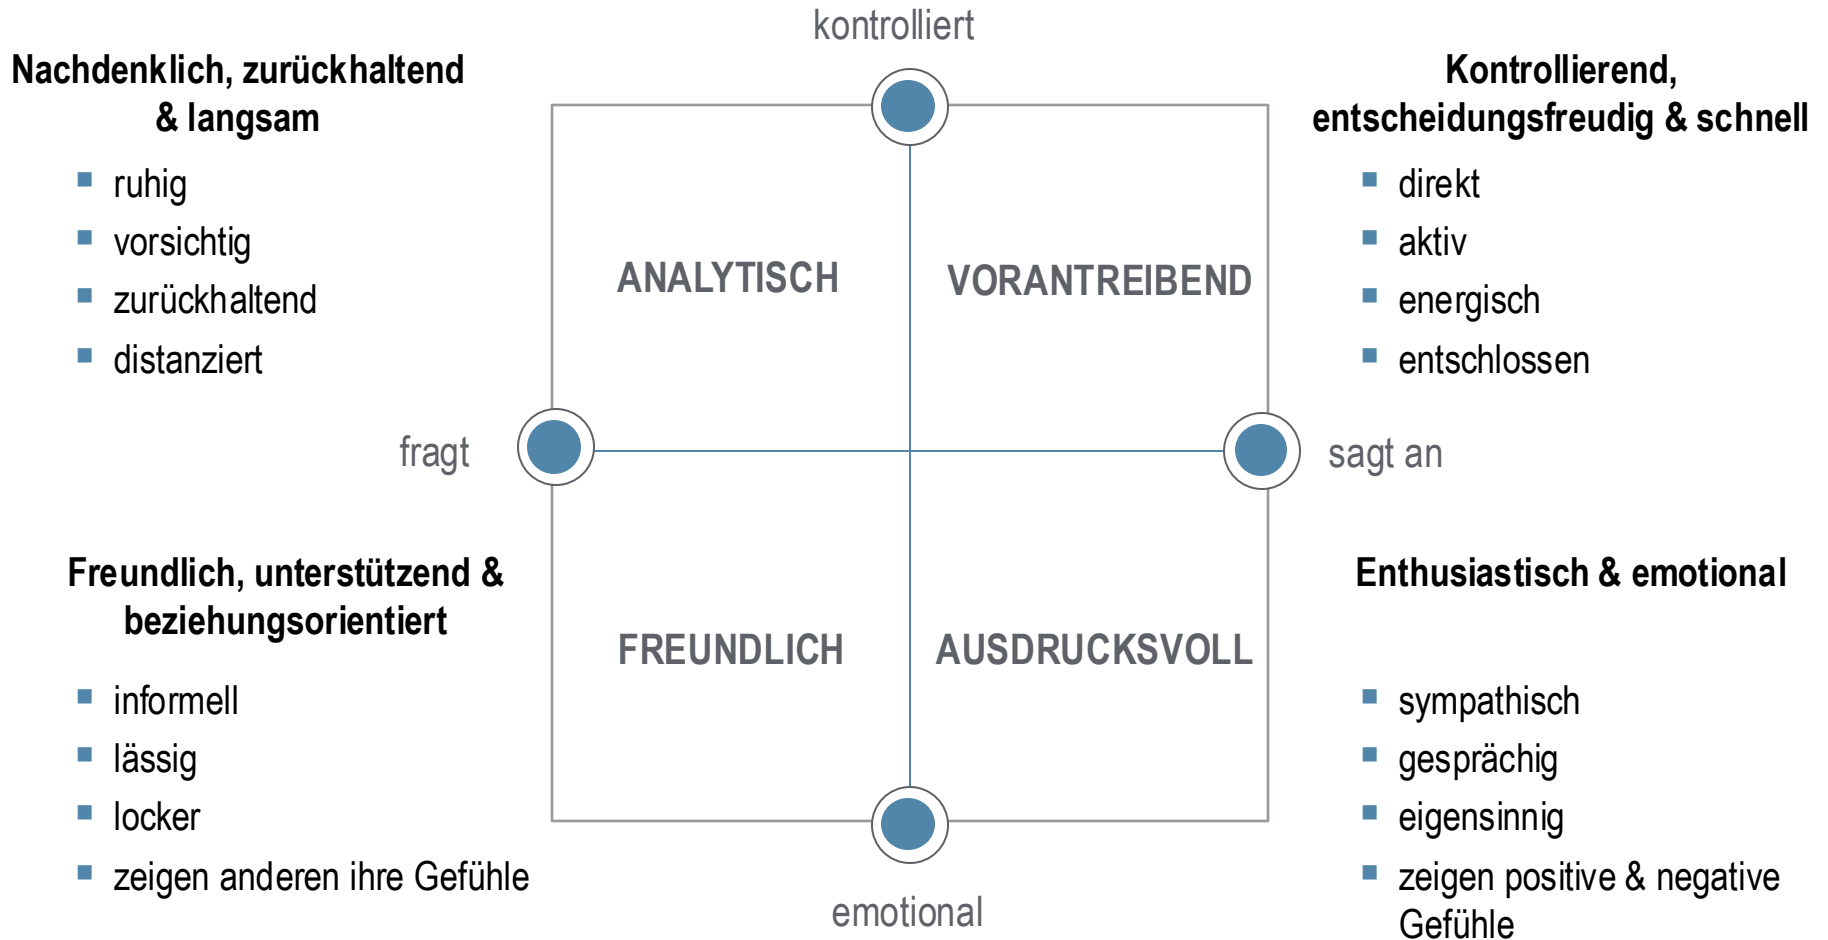 kontrolliert
Nachdenklich, zurückhaltend
& langsam
ruhig
vorsichtig
zurückhaltend
distanziert
Kontrollierend,
entscheidungsfreudig & schnell
direkt
aktiv
energisch
entschlossen
ANALYTISCH
VORANTREIBEND
fragt
sagt an
Freundlich, unterstützend &
beziehungsorientiert
informell
lässig
locker
zeigen anderen ihre Gefühle
FREUNDLICH
AUSDRUCKSVOLL
Enthusiastisch & emotional
sympathisch
gesprächig
eigensinnig
zeigen positive & negative
Gefühle
emotional